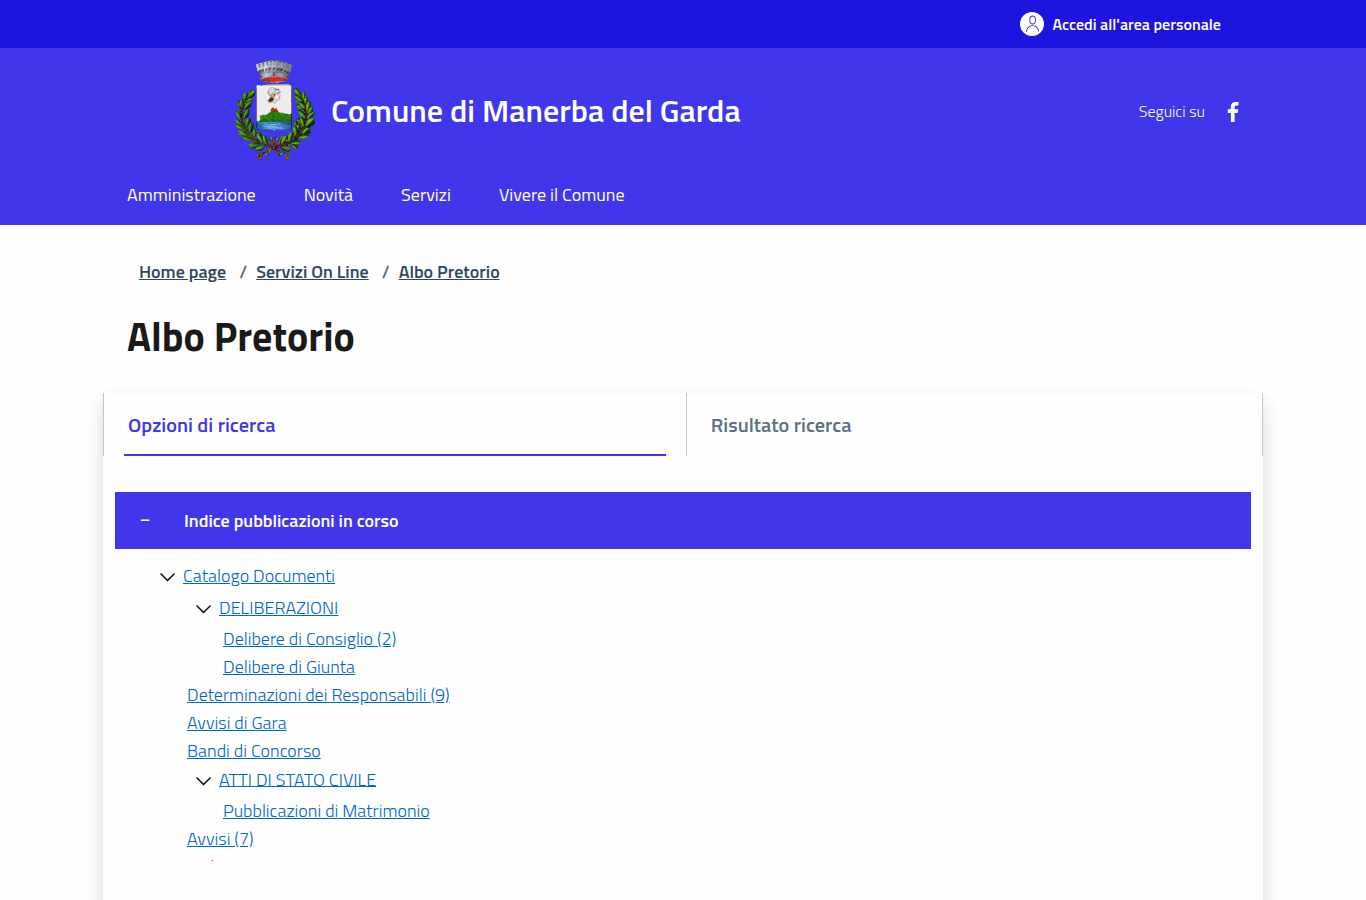 Accedi all'area personale
Comune di Manerba del Garda
Seguici su
Amministrazione
Novità
Servizi
Vivere il Comune
Home page / Servizi On Line / Albo Pretorio
Albo Pretorio
Opzioni di ricerca
Risultato ricerca
− Indice pubblicazioni in corso
Catalogo Documenti
DELIBERAZIONI
Delibere di Consiglio (2)
Delibere di Giunta
Determinazioni dei Responsabili (9)
Avvisi di Gara
Bandi di Concorso
ATTI DI STATO CIVILE
Pubblicazioni di Matrimonio
Avvisi (7)